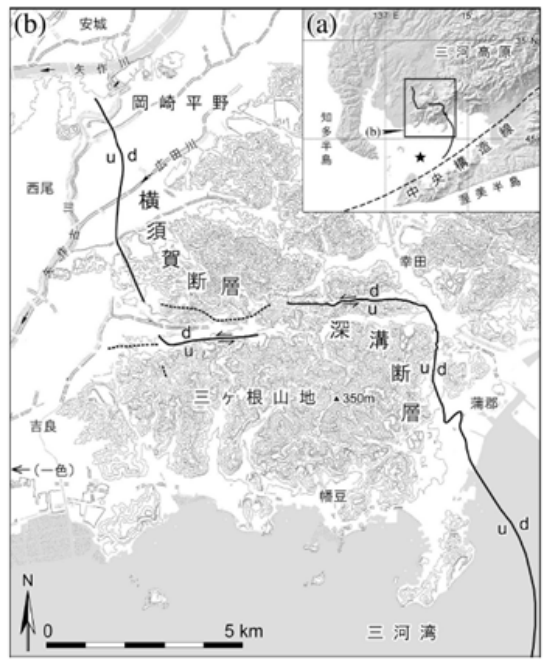 (b)
安城
矢作川
岡崎平野
u d
広田川
西尾
矢作古川
横須賀断層
幸田
d
u
深溝断層
d
u
u d
三ヶ根山地
▲350m
蒲郡
吉良
←(一色)
幡豆
u d
N
0 5 km
三河湾
(a)
137 E 15
35 N
三河高原
知多半島
(b)
★
45
中央構造線
渥美半島